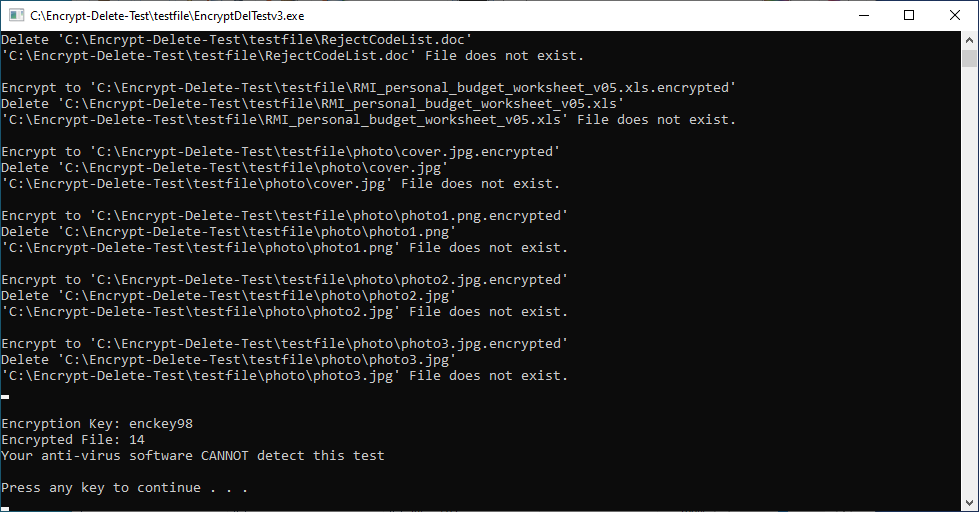 C:\Encrypt-Delete-Test\testfile\EncryptDelTestv3.exe
Delete 'C:\Encrypt-Delete-Test\testfile\RejectCodeList.doc'
'C:\Encrypt-Delete-Test\testfile\RejectCodeList.doc' File does not exist.
Encrypt to 'C:\Encrypt-Delete-Test\testfile\RMI_personal_budget_worksheet_v05.xls.encrypted'
Delete 'C:\Encrypt-Delete-Test\testfile\RMI_personal_budget_worksheet_v05.xls'
'C:\Encrypt-Delete-Test\testfile\RMI_personal_budget_worksheet_v05.xls' File does not exist.
Encrypt to 'C:\Encrypt-Delete-Test\testfile\photo\cover.jpg.encrypted'
Delete 'C:\Encrypt-Delete-Test\testfile\photo\cover.jpg'
'C:\Encrypt-Delete-Test\testfile\photo\cover.jpg' File does not exist.
Encrypt to 'C:\Encrypt-Delete-Test\testfile\photo\photo1.png.encrypted'
Delete 'C:\Encrypt-Delete-Test\testfile\photo\photo1.png'
'C:\Encrypt-Delete-Test\testfile\photo\photo1.png' File does not exist.
Encrypt to 'C:\Encrypt-Delete-Test\testfile\photo\photo2.jpg.encrypted'
Delete 'C:\Encrypt-Delete-Test\testfile\photo\photo2.jpg'
'C:\Encrypt-Delete-Test\testfile\photo\photo2.jpg' File does not exist.
Encrypt to 'C:\Encrypt-Delete-Test\testfile\photo\photo3.jpg.encrypted'
Delete 'C:\Encrypt-Delete-Test\testfile\photo\photo3.jpg'
'C:\Encrypt-Delete-Test\testfile\photo\photo3.jpg' File does not exist.
Encryption Key: enckey98
Encrypted File: 14
Your anti-virus software CANNOT detect this test
Press any key to continue . . .